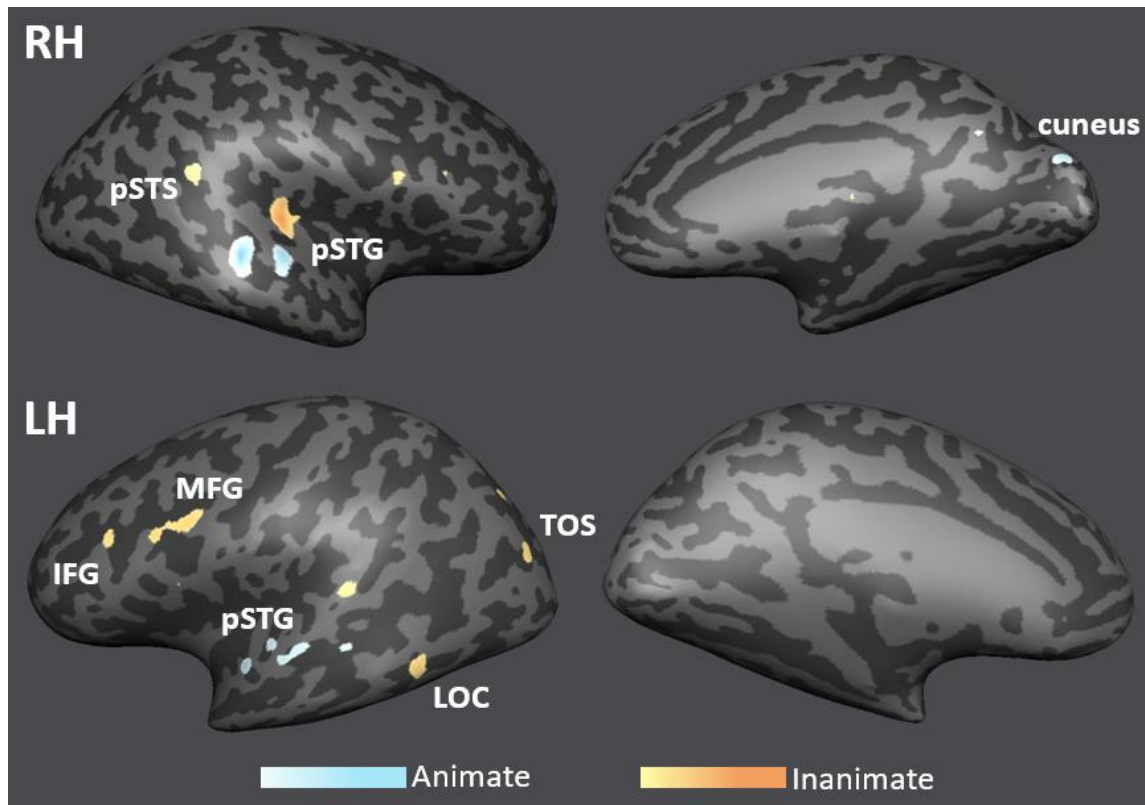 RH
cuneus
pSTS
pSTG
LH
MFG
TOS
IFG
pSTG
LOC
Animate
Inanimate